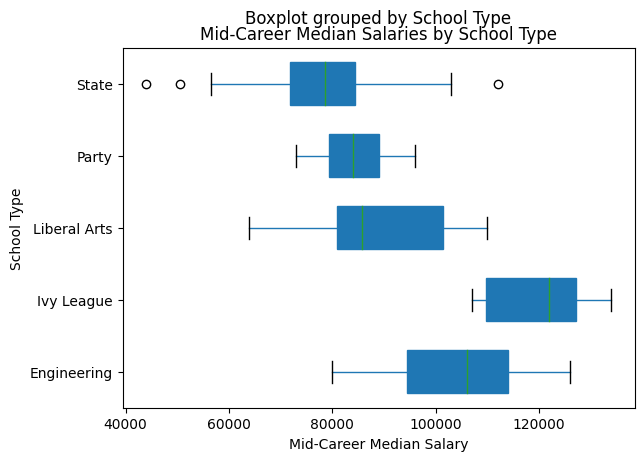 Boxplot grouped by School Type
Mid-Career Median Salaries by School Type
School Type
State
Party
Liberal Arts
Ivy League
Engineering
40000 60000 80000 100000 120000
Mid-Career Median Salary